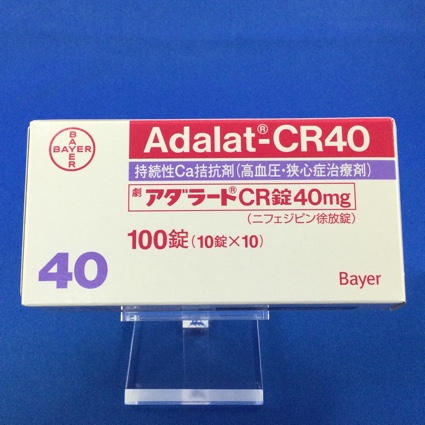 BAYER
BAYER
Adalat®-CR40
持続性Ca拮抗剤(高血圧・狭心症治療剤)
劇 アダラート®CR錠40mg
(ニフェジピン徐放錠)
100錠(10錠×10)
40
Bayer